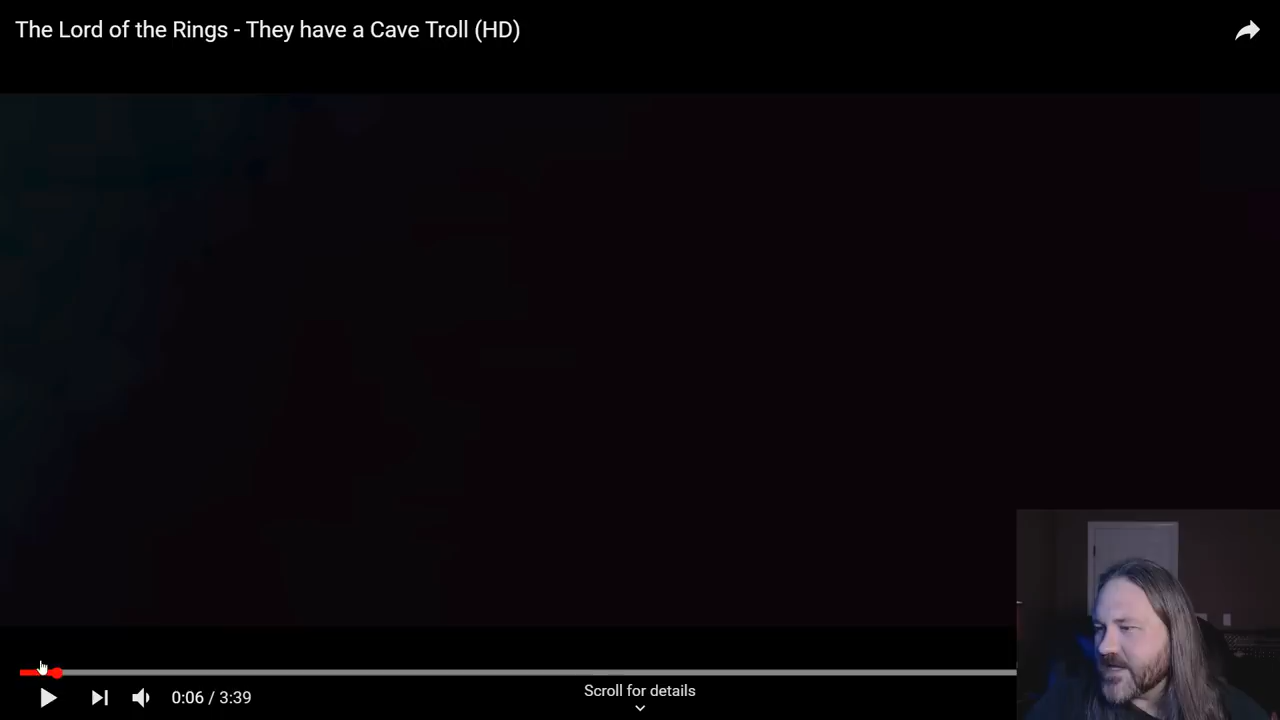 The Lord of the Rings - They have a Cave Troll (HD)
0:06 / 3:39
Scroll for details